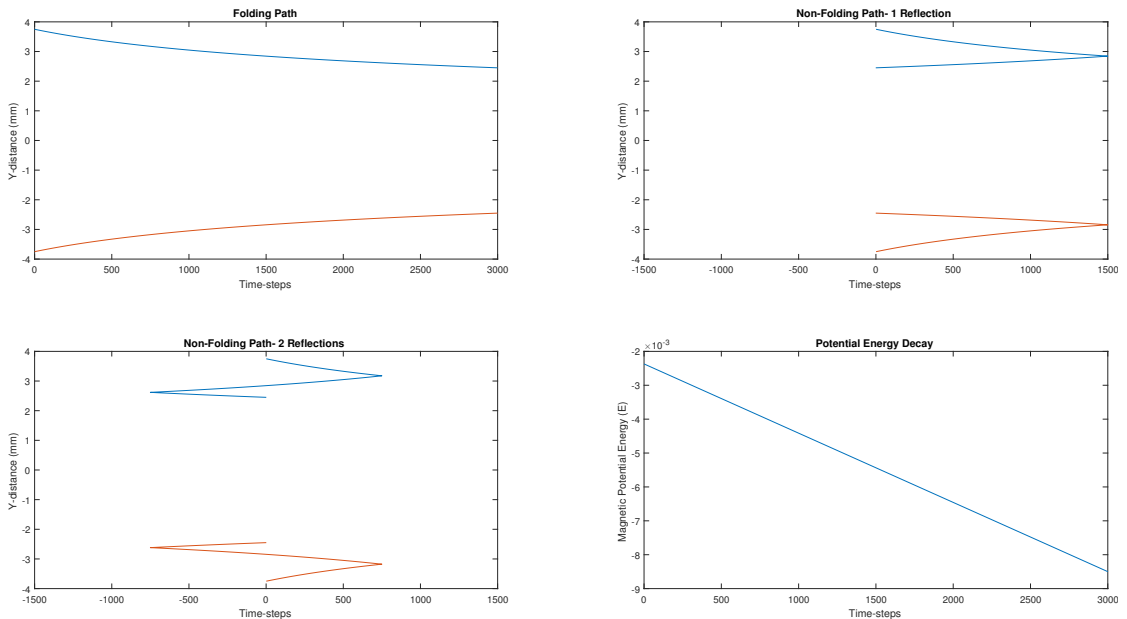 Folding Path
4
3
2
1
0
-1
-2
-3
-4
Y-distance (mm)
0 500 1000 1500 2000 2500 3000
Time-steps
Non-Folding Path- 1 Reflection
4
3
2
1
0
-1
-2
-3
-4
Y-distance (mm)
-1500 -1000 -500 0 500 1000 1500
Time-steps
Non-Folding Path- 2 Reflections
4
3
2
1
0
-1
-2
-3
-4
Y-distance (mm)
-1500 -1000 -500 0 500 1000 1500
Time-steps
Potential Energy Decay
×10⁻³
-2
-3
-4
-5
-6
-7
-8
-9
Magnetic Potential Energy (E)
0 500 1000 1500 2000 2500 3000
Time-steps